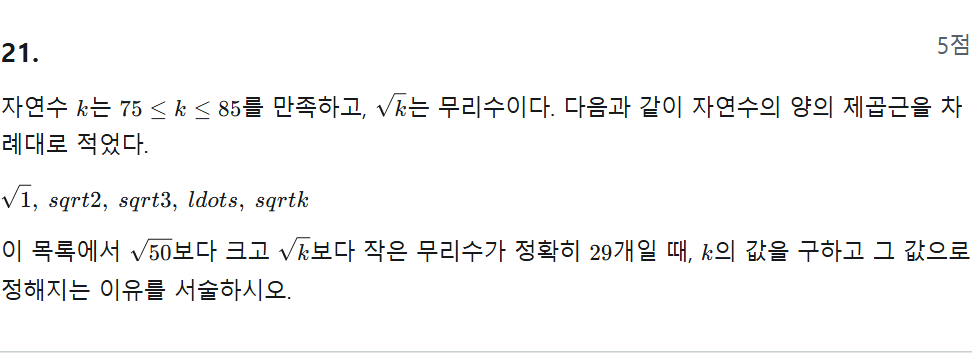 21.
5점
자연수 k는 75 ≤ k ≤ 85를 만족하고, √k는 무리수이다. 다음과 같이 자연수의 양의 제곱근을 차
례대로 적었다.
√1, sqrt2, sqrt3, ldots, sqrtk
이 목록에서 √50보다 크고 √k보다 작은 무리수가 정확히 29개일 때, k의 값을 구하고 그 값으로
정해지는 이유를 서술하시오.